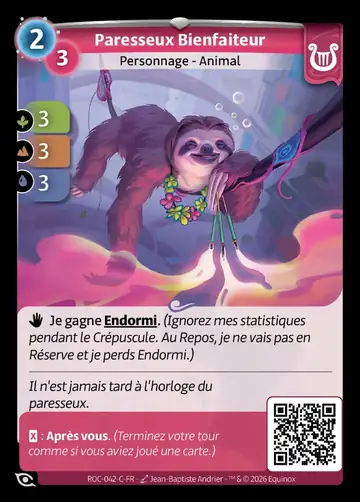 2
3
Paresseux Bienfaiteur
Personnage - Animal
3
3
3
Je gagne Endormi. (Ignorez mes statistiques
pendant le Crépuscule. Au Repos, je ne vais pas en
Réserve et je perds Endormi.)
Il n'est jamais tard à l'horloge du
paresseux.
X : Après vous. (Terminez votre tour
comme si vous aviez joué une carte.)
ROC-042-C-FR - Jean-Baptiste Andrier - ™ & © 2026 Equinox